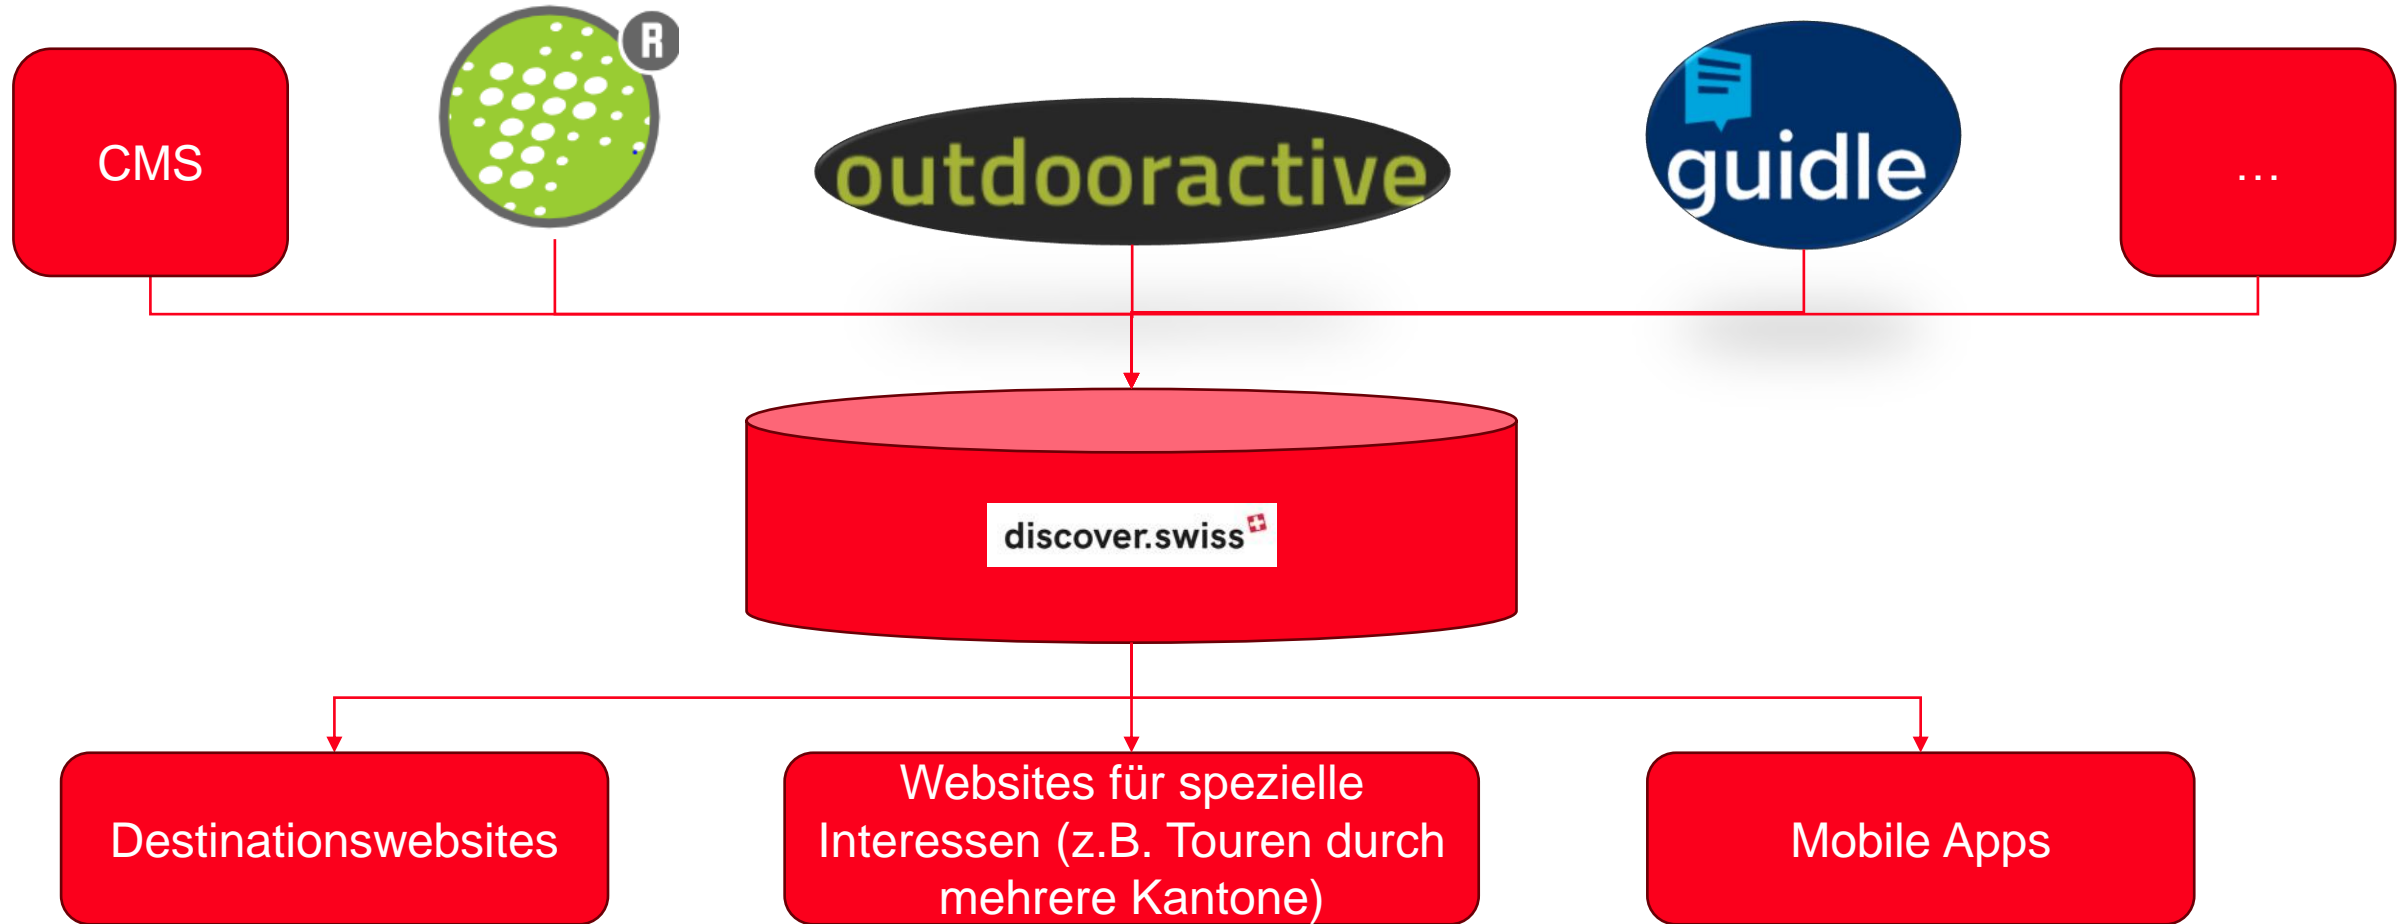 CMS
R
outdooractive
guidle
...
discover.swiss
Destinationswebsites
Websites für spezielle
Interessen (z.B. Touren durch
mehrere Kantone)
Mobile Apps